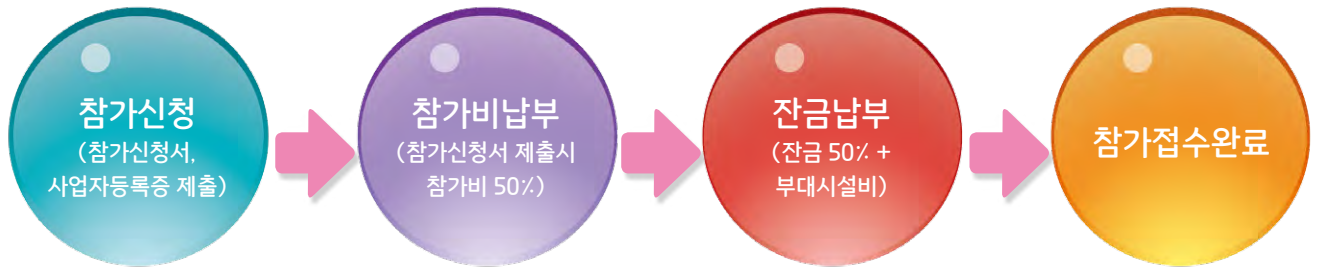 참가신청
(참가신청서,
사업자등록증 제출)
참가비납부
(참가신청서 제출시
참가비 50%)
잔금납부
(잔금 50% +
부대시설비)
참가접수완료